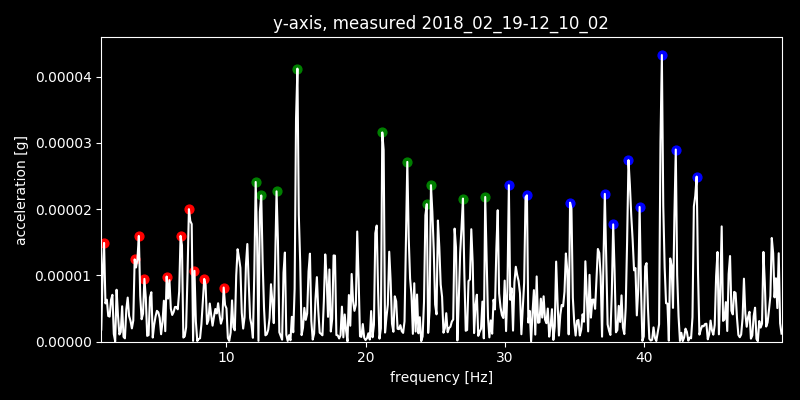 y-axis, measured 2018_02_19-12_10_02
acceleration [g]
0.00004
0.00003
0.00002
0.00001
0.00000
10 20 30 40
frequency [Hz]